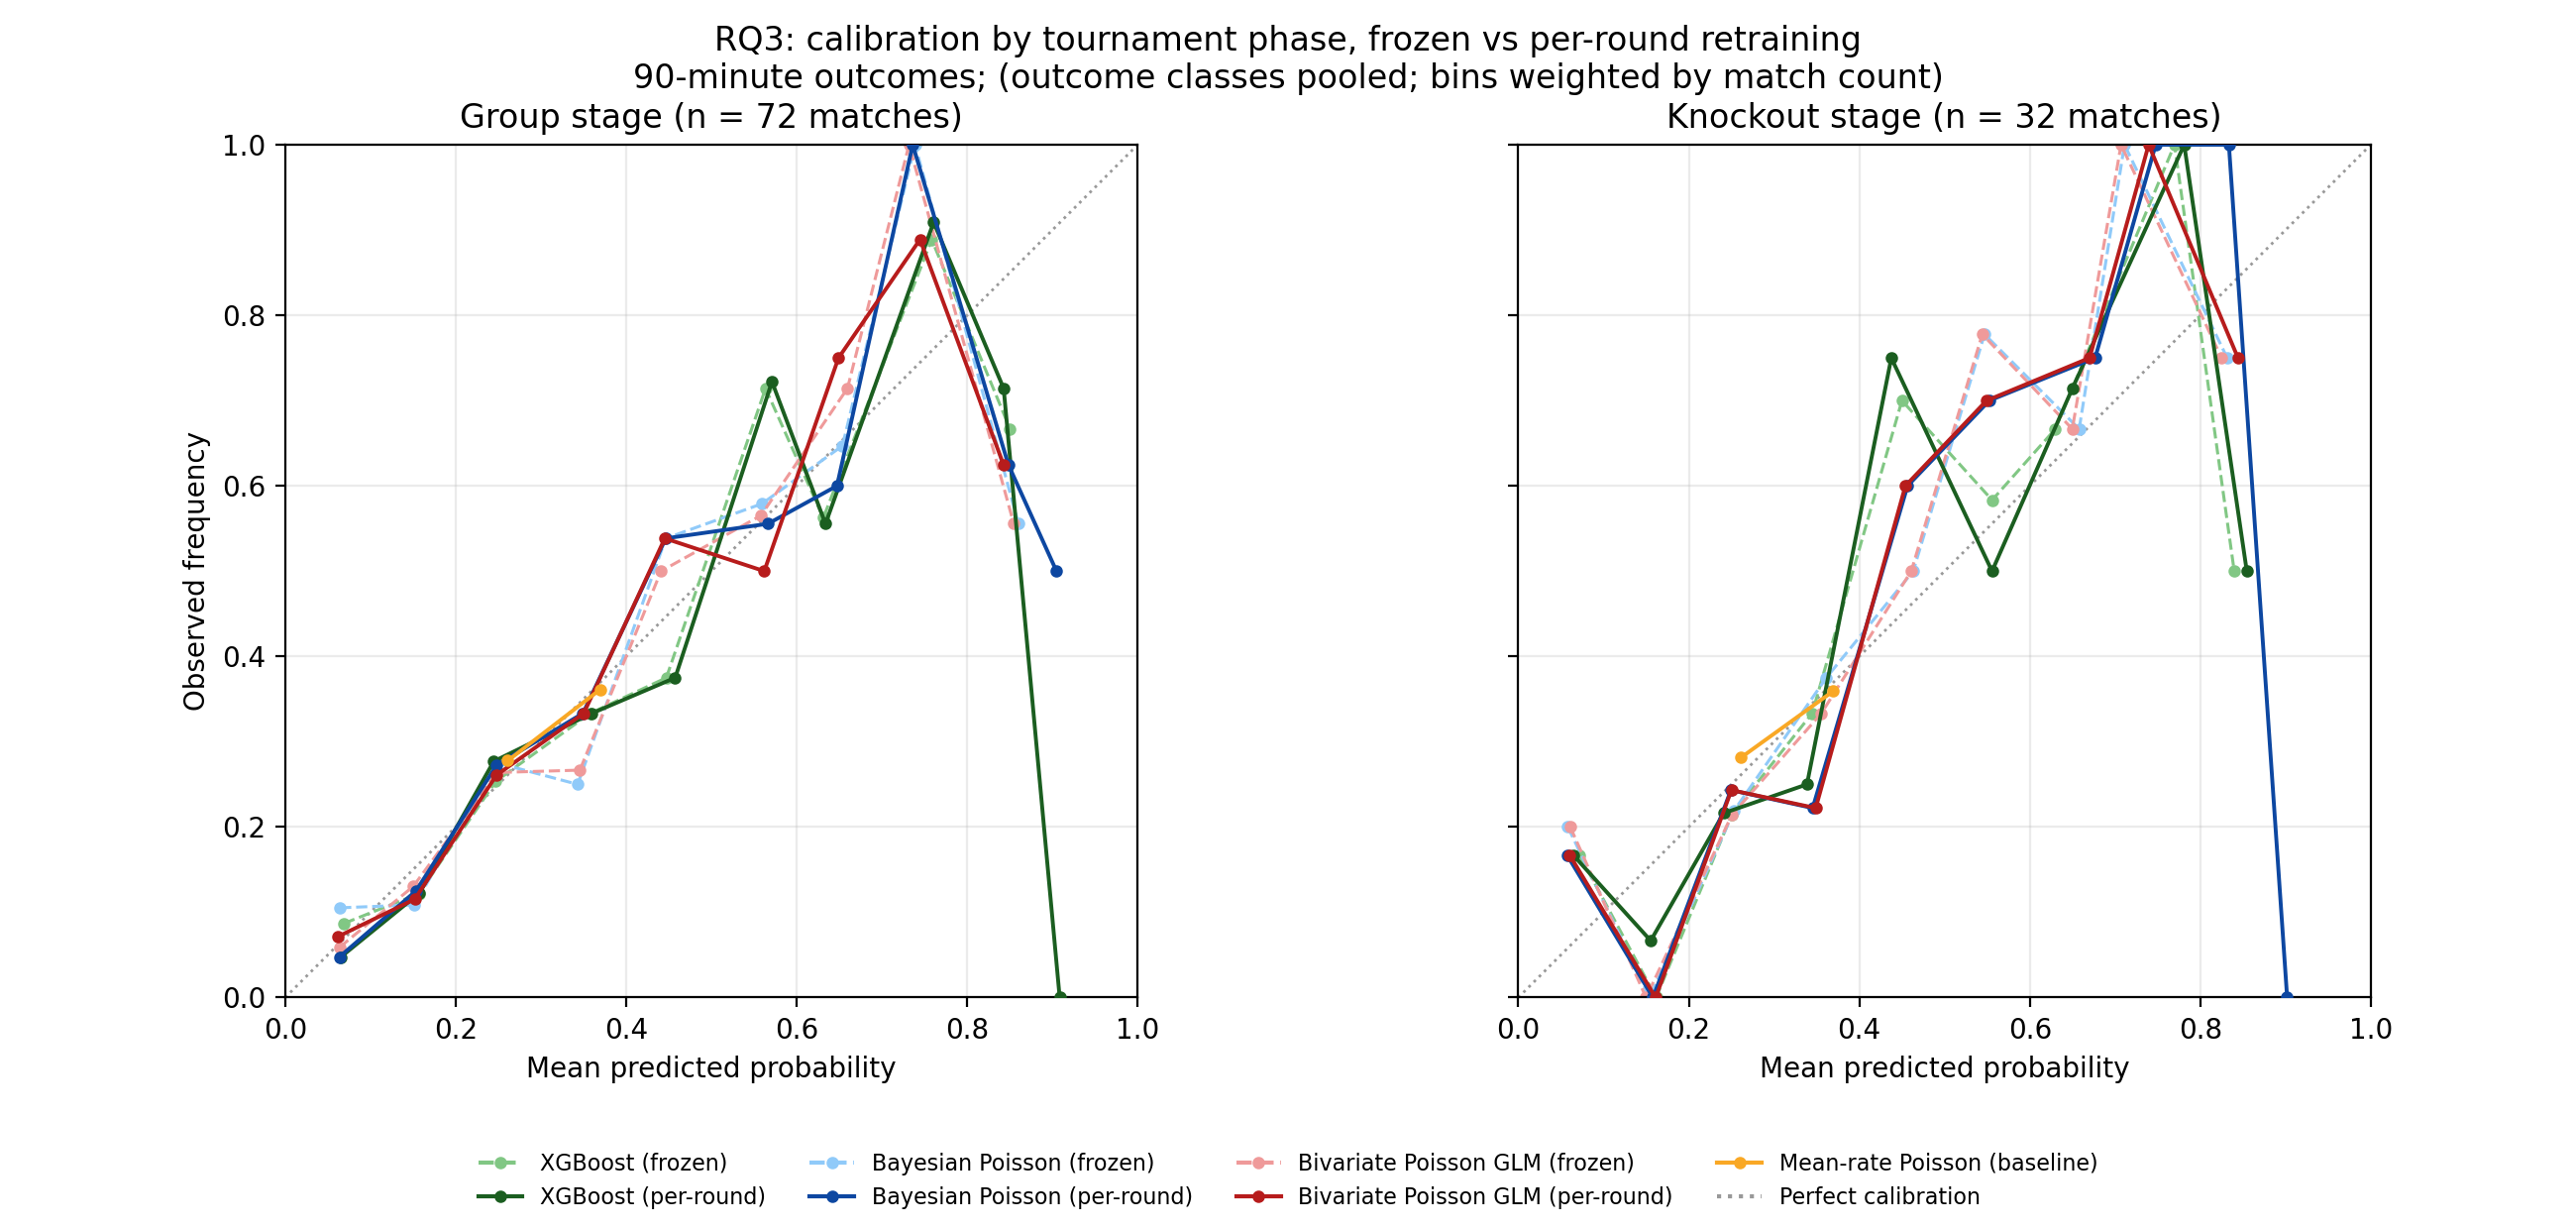 RQ3: calibration by tournament phase, frozen vs per-round retraining
90-minute outcomes; (outcome classes pooled; bins weighted by match count)
Group stage (n = 72 matches)
Knockout stage (n = 32 matches)
1.0
0.8
0.6
0.4
0.2
0.0
Observed frequency
0.0 0.2 0.4 0.6 0.8 1.0
Mean predicted probability
0.0 0.2 0.4 0.6 0.8 1.0
Mean predicted probability
XGBoost (frozen)
XGBoost (per-round)
Bayesian Poisson (frozen)
Bayesian Poisson (per-round)
Bivariate Poisson GLM (frozen)
Bivariate Poisson GLM (per-round)
Mean-rate Poisson (baseline)
Perfect calibration